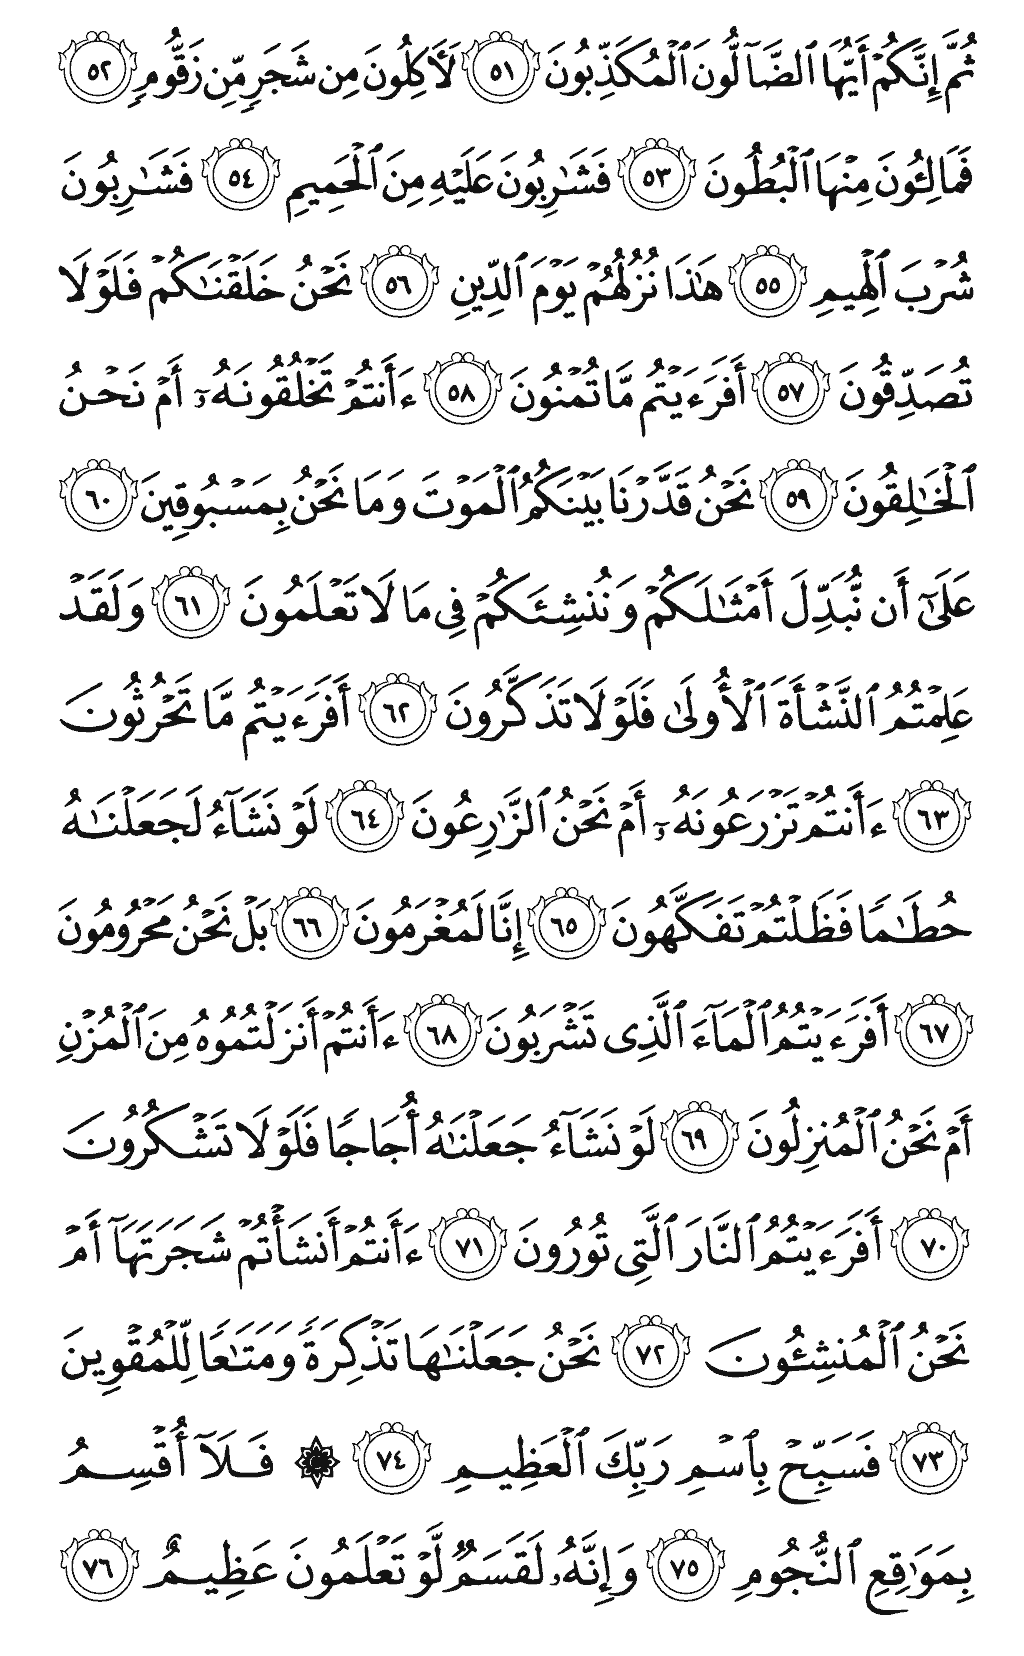 ثُمَّ إِنَّكُمْ أَيُّهَا ٱلضَّآلُّونَ ٱلْمُكَذِّبُونَ ٥١ لَـَٔاكِلُونَ مِن شَجَرٍ مِّن زَقُّومٍ ٥٢
فَمَالِـُٔونَ مِنْهَا ٱلْبُطُونَ ٥٣ فَشَـٰرِبُونَ عَلَيْهِ مِنَ ٱلْحَمِيمِ ٥٤ فَشَـٰرِبُونَ
شُرْبَ ٱلْهِيمِ ٥٥ هَـٰذَا نُزُلُهُمْ يَوْمَ ٱلدِّينِ ٥٦ نَحْنُ خَلَقْنَـٰكُمْ فَلَوْلَا
تُصَدِّقُونَ ٥٧ أَفَرَءَيْتُم مَّا تُمْنُونَ ٥٨ ءَأَنتُمْ تَخْلُقُونَهُۥٓ أَمْ نَحْنُ
ٱلْخَـٰلِقُونَ ٥٩ نَحْنُ قَدَّرْنَا بَيْنَكُمُ ٱلْمَوْتَ وَمَا نَحْنُ بِمَسْبُوقِينَ ٦٠
عَلَىٰٓ أَن نُّبَدِّلَ أَمْثَـٰلَكُمْ وَنُنشِئَكُمْ فِى مَا لَا تَعْلَمُونَ ٦١ وَلَقَدْ
عَلِمْتُمُ ٱلنَّشْأَةَ ٱلْأُولَىٰ فَلَوْلَا تَذَكَّرُونَ ٦٢ أَفَرَءَيْتُم مَّا تَحْرُثُونَ
٦٣ ءَأَنتُمْ تَزْرَعُونَهُۥٓ أَمْ نَحْنُ ٱلزَّٰرِعُونَ ٦٤ لَوْ نَشَآءُ لَجَعَلْنَـٰهُ
حُطَـٰمًا فَظَلْتُمْ تَفَكَّهُونَ ٦٥ إِنَّا لَمُغْرَمُونَ ٦٦ بَلْ نَحْنُ مَحْرُومُونَ
٦٧ أَفَرَءَيْتُمُ ٱلْمَآءَ ٱلَّذِى تَشْرَبُونَ ٦٨ ءَأَنتُمْ أَنزَلْتُمُوهُ مِنَ ٱلْمُزْنِ
أَمْ نَحْنُ ٱلْمُنزِلُونَ ٦٩ لَوْ نَشَآءُ جَعَلْنَـٰهُ أُجَاجًا فَلَوْلَا تَشْكُرُونَ
٧٠ أَفَرَءَيْتُمُ ٱلنَّارَ ٱلَّتِى تُورُونَ ٧١ ءَأَنتُمْ أَنشَأْتُمْ شَجَرَتَهَآ أَمْ
نَحْنُ ٱلْمُنشِـُٔونَ ٧٢ نَحْنُ جَعَلْنَـٰهَا تَذْكِرَةً وَمَتَـٰعًا لِّلْمُقْوِينَ
٧٣ فَسَبِّحْ بِٱسْمِ رَبِّكَ ٱلْعَظِيمِ ٧٤ ۞ فَلَآ أُقْسِمُ
بِمَوَٰقِعِ ٱلنُّجُومِ ٧٥ وَإِنَّهُۥ لَقَسَمٌ لَّوْ تَعْلَمُونَ عَظِيمٌ ٧٦